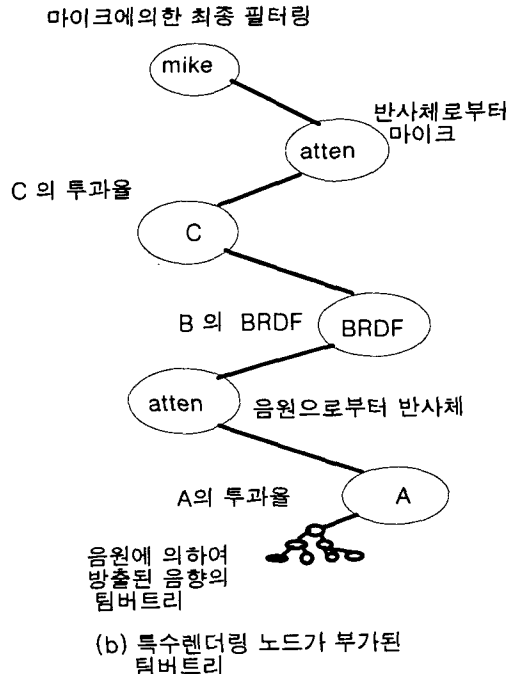 마이크에의한 최종 필터링
mike
반사체로부터
마이크
atten
C 의 투과율
C
B 의 BRDF
BRDF
atten
음원으로부터 반사체
A의 투과율
A
음원에 의하여
방출된 음향의
팀버트리
(b) 특수렌더링 노드가 부가된
팀버트리